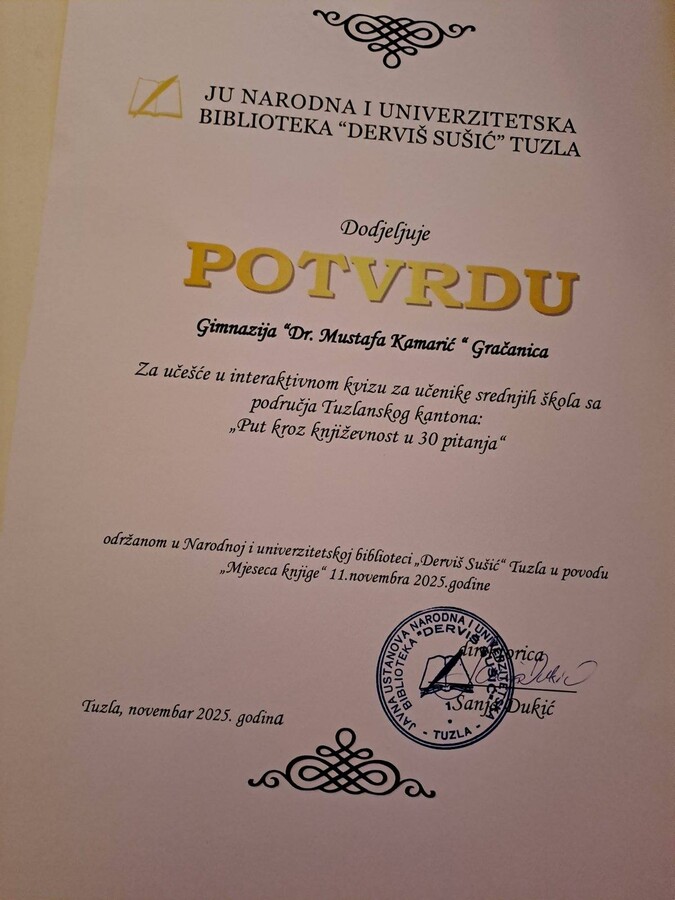 JU NARODNA I UNIVERZITETSKA
BIBLIOTEKA “DERVIŠ SUŠIĆ” TUZLA
Dodjeljuje
POTVRDU
Gimnazija “Dr. Mustafa Kamarić “ Gračanica
Za učešće u interaktivnom kvizu za učenike srednjih škola sa
područja Tuzlanskog kantona:
„Put kroz književnost u 30 pitanja“
održanom u Narodnoj i univerzitetskoj biblioteci „Derviš Sušić“ Tuzla u povodu
„Mjeseca knjige“ 11.novembra 2025.godine
direktorica
Sanja Dukić
JAVNA USTANOVA NARODNA I UNIVERZITETSKA
BIBLIOTEKA "DERVIŠ SUŠIĆ"
1
- TUZLA -
Tuzla, novembar 2025. godina